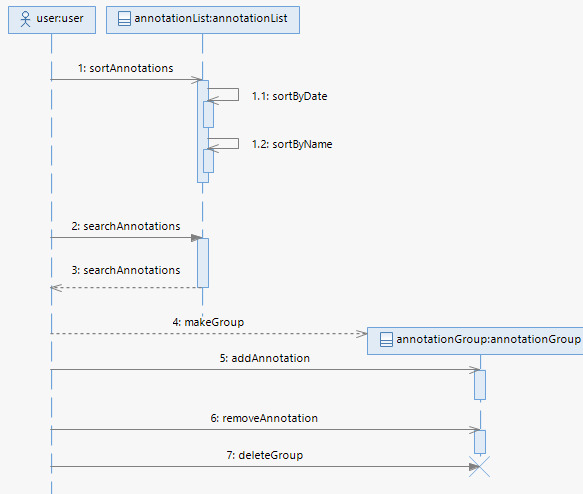 user:user
annotationList:annotationList
1: sortAnnotations
1.1: sortByDate
1.2: sortByName
2: searchAnnotations
3: searchAnnotations
4: makeGroup
annotationGroup:annotationGroup
5: addAnnotation
6: removeAnnotation
7: deleteGroup